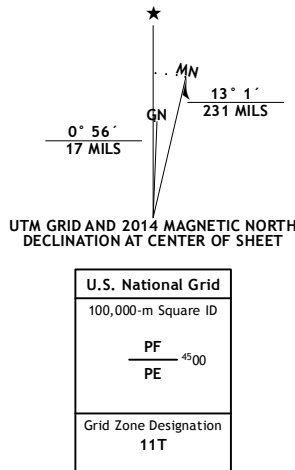 ★
MN
GN
13° 1´
231 MILS
0° 56´
17 MILS
UTM GRID AND 2014 MAGNETIC NORTH
DECLINATION AT CENTER OF SHEET
U.S. National Grid
100,000-m Square ID
PF
4500
PE
Grid Zone Designation
11T